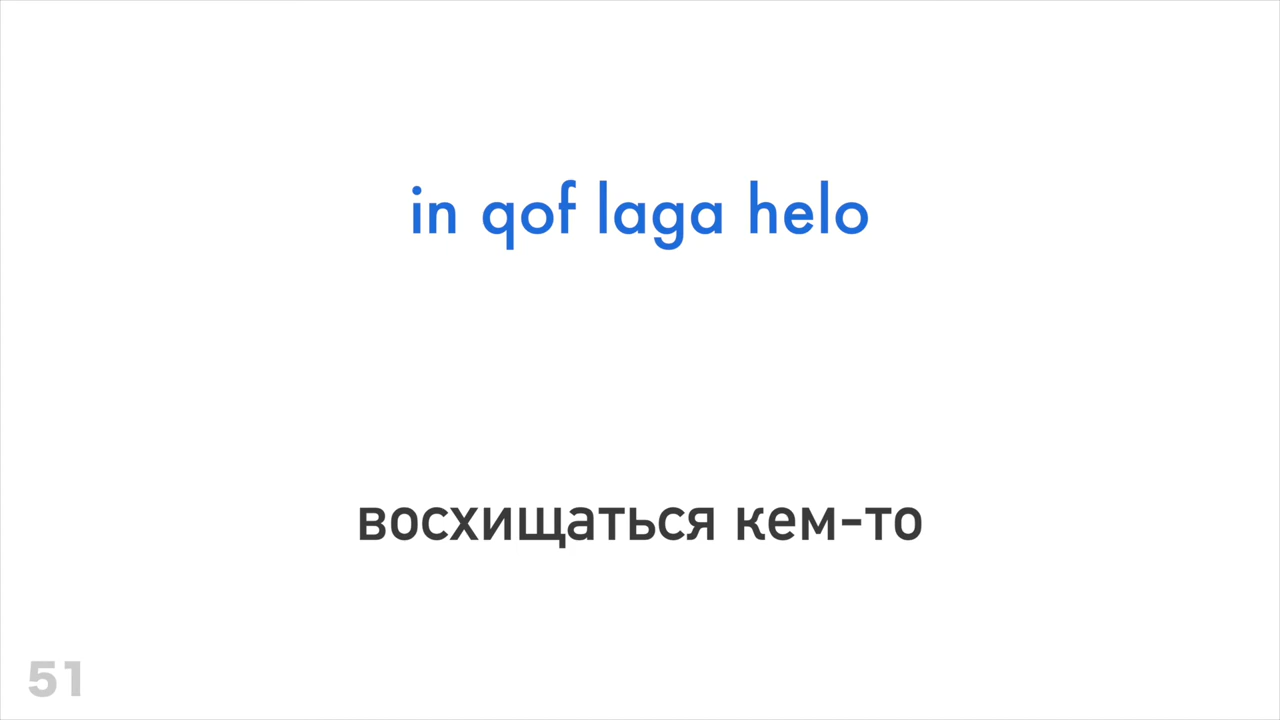 in qof laga helo
восхищаться кем-то
51